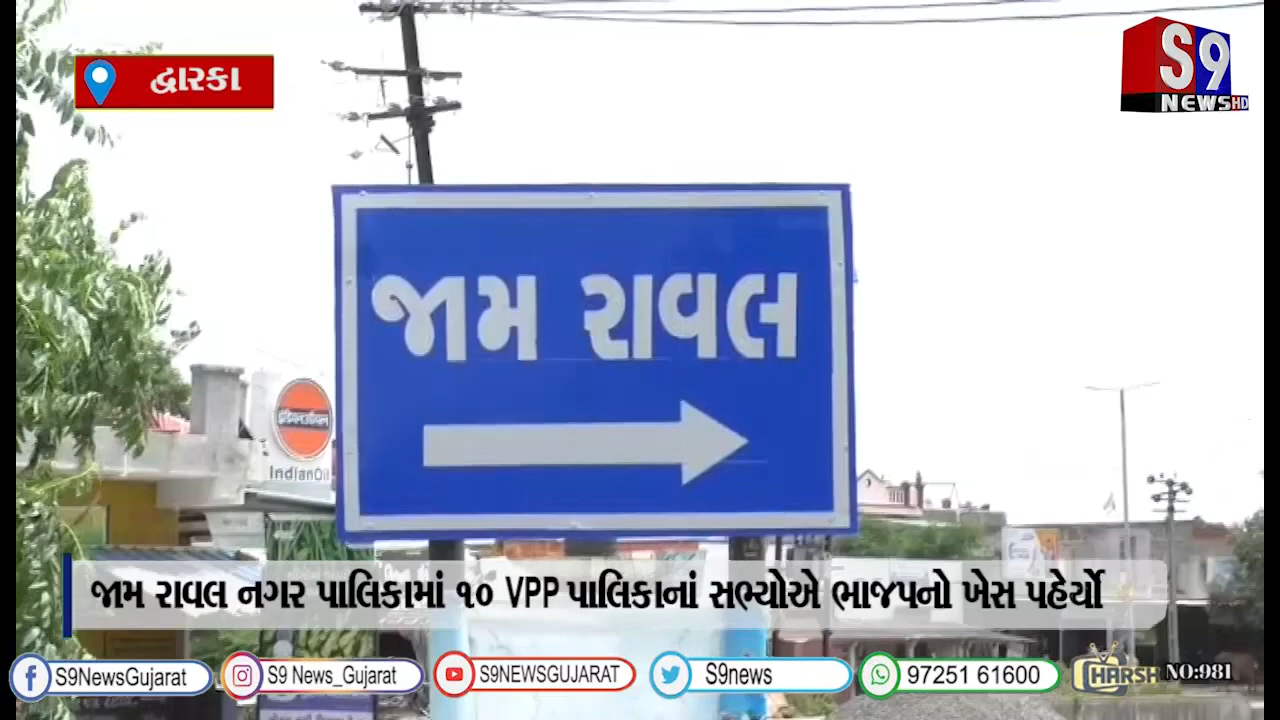 દ્વારકા
S9
NEWS HD
જામ રાવલ
IndianOil
જામ રાવલ નગર પાલિકામાં ૧૦ VPP પાલિકાનાં સભ્યોએ ભાજપનો ખેસ પહેર્યો
S9NewsGujarat
S9 News_Gujarat
S9NEWSGUJARAT
S9news
97251 61600
CHARSH NO:981